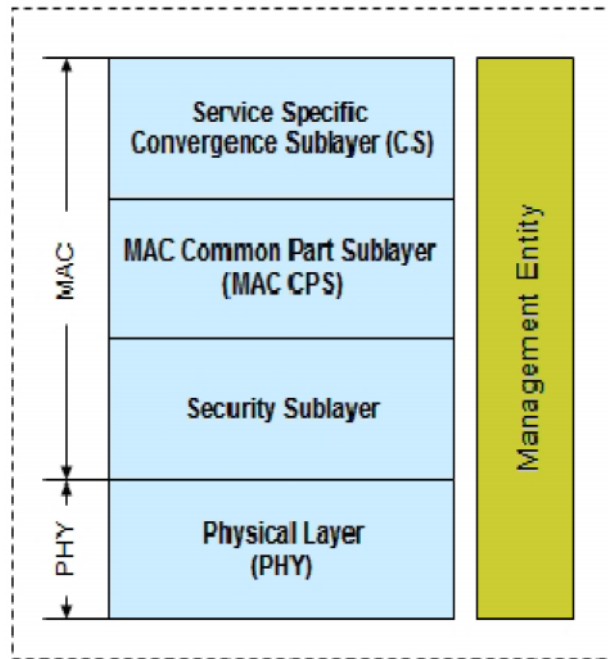 Service Specific
Convergence Sublayer (CS)
MAC Common Part Sublayer
(MAC CPS)
Security Sublayer
Physical Layer
(PHY)
MAC
PHY
Management Entity